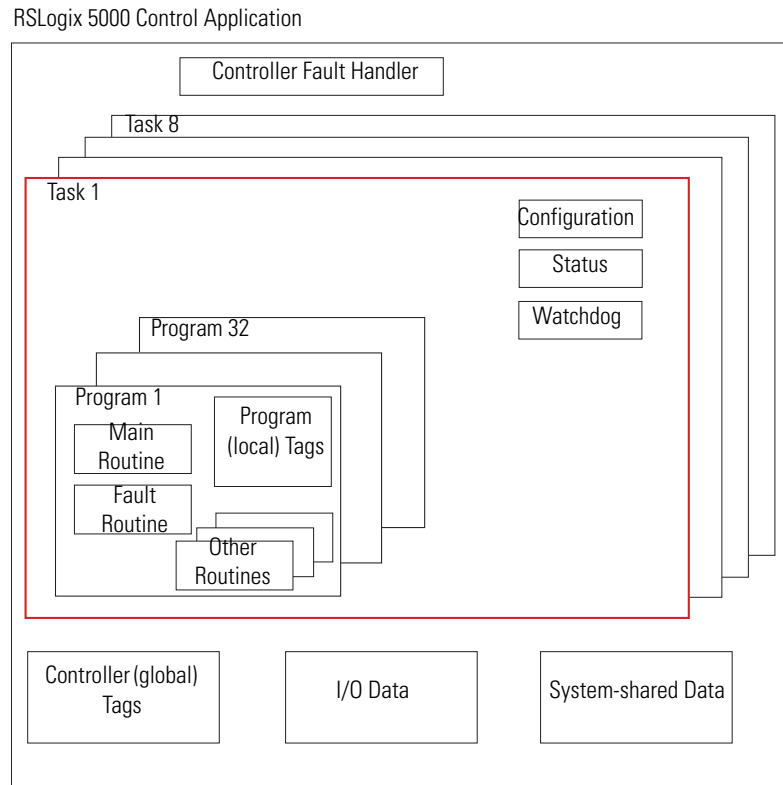 RSLogix 5000 Control Application
Controller Fault Handler
Task 8
Task 1
Configuration
Status
Watchdog
Program 32
Program 1
Main
Routine
Program
(local) Tags
Fault
Routine
Other
Routines
Controller (global)
Tags
I/O Data
System-shared Data